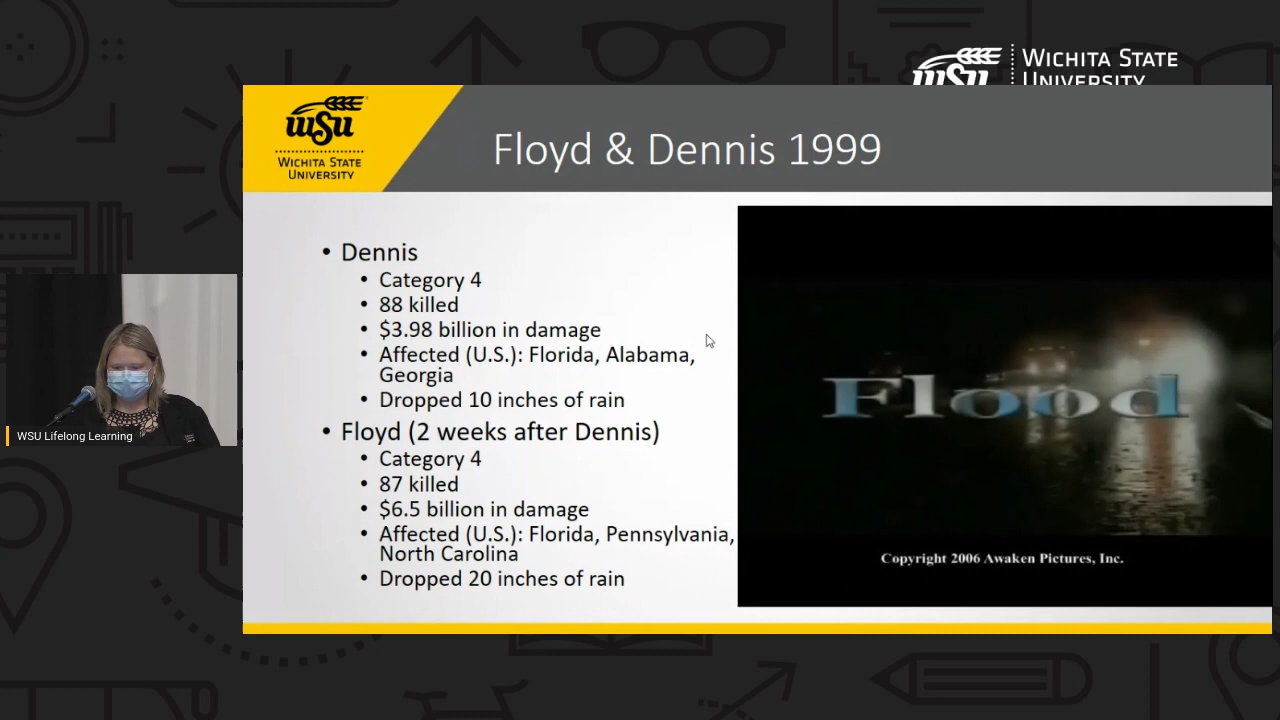 WICHITA STATE
UNIVERSITY
wsu
WICHITA STATE
UNIVERSITY
Floyd & Dennis 1999
• Dennis
• Category 4
• 88 killed
• $3.98 billion in damage
• Affected (U.S.): Florida, Alabama,
Georgia
• Dropped 10 inches of rain
• Floyd (2 weeks after Dennis)
• Category 4
• 87 killed
• $6.5 billion in damage
• Affected (U.S.): Florida, Pennsylvania,
North Carolina
• Dropped 20 inches of rain
Flood
Copyright 2006 Awaken Pictures, Inc.
WSU Lifelong Learning